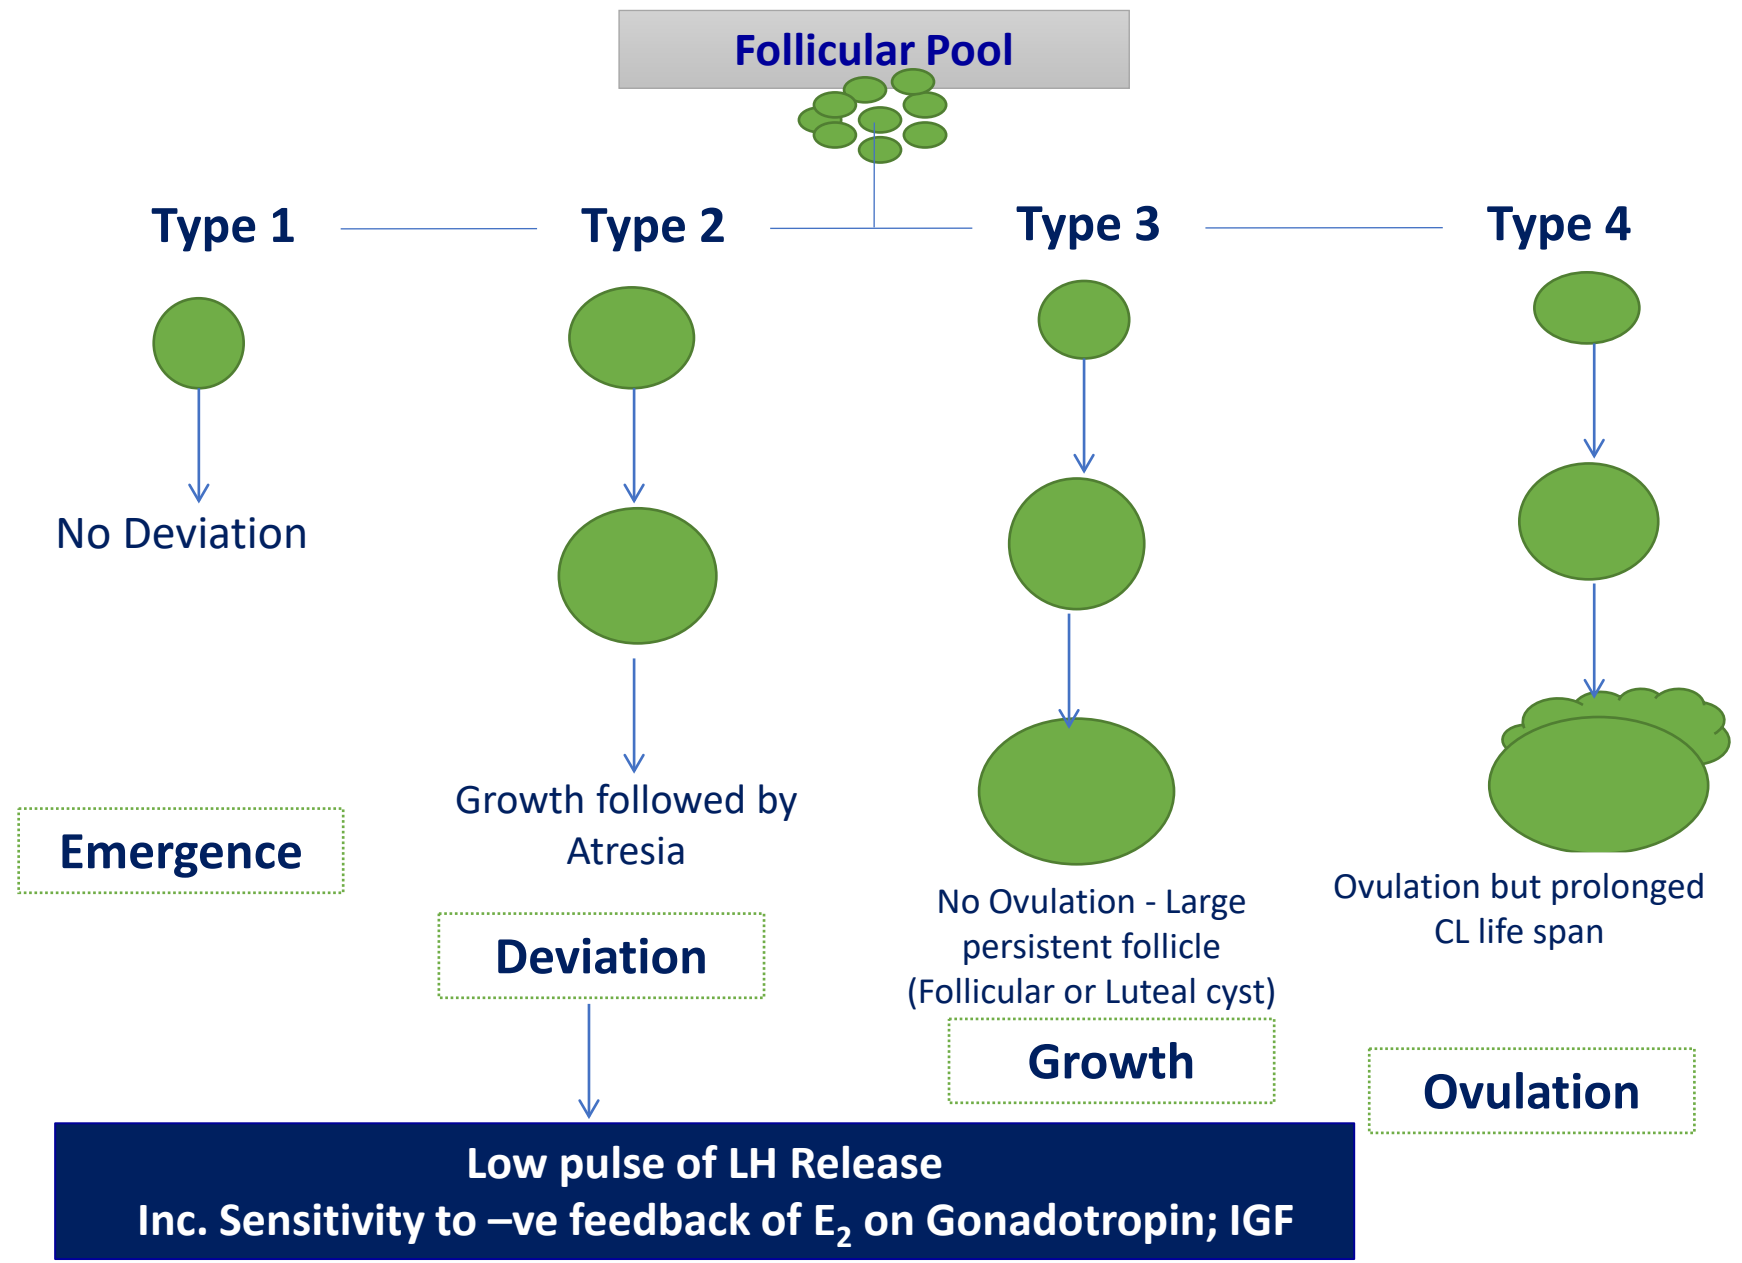 Follicular Pool
Type 1
Type 2
Type 3
Type 4
No Deviation
Growth followed by
Atresia
No Ovulation - Large
persistent follicle
(Follicular or Luteal cyst)
Ovulation but prolonged
CL life span
Emergence
Deviation
Growth
Ovulation
Low pulse of LH Release
Inc. Sensitivity to –ve feedback of E₂ on Gonadotropin; IGF